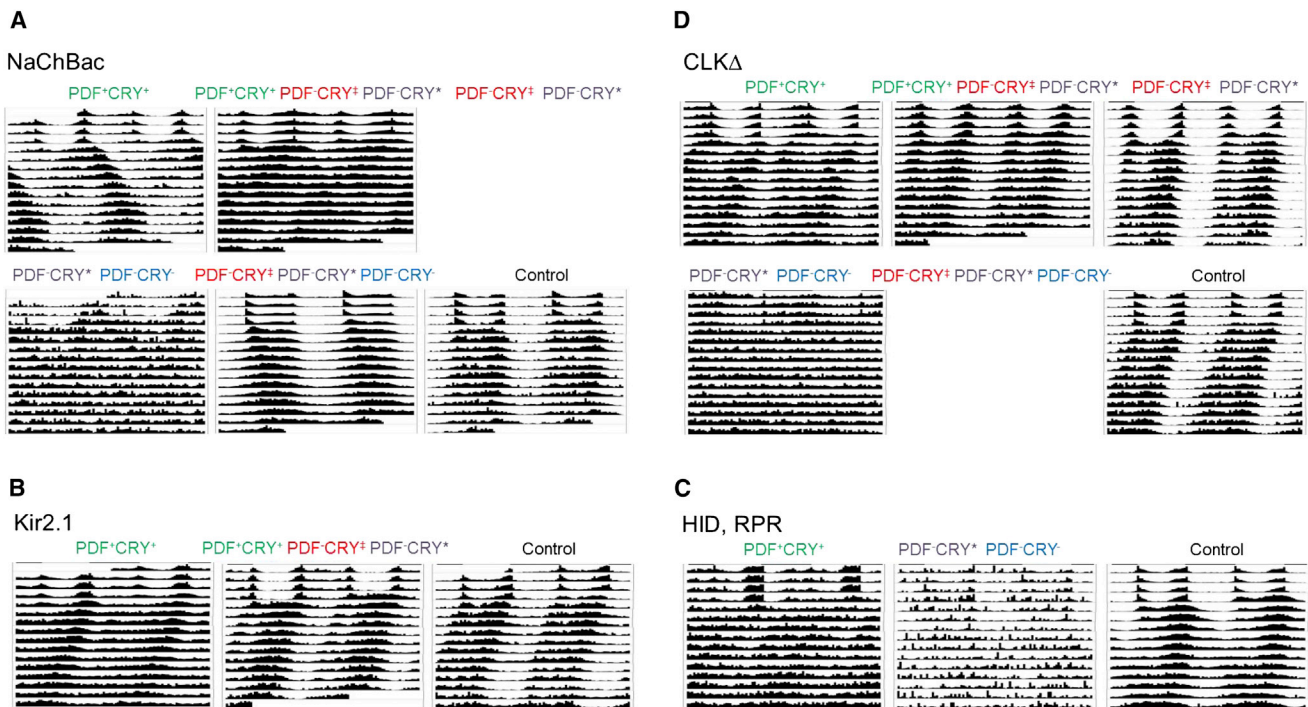 A
NaChBac
PDF⁺CRY⁺ PDF⁺CRY⁺ PDF⁻CRY‡ PDF⁻CRY* PDF⁻CRY‡ PDF⁻CRY*
PDF⁻CRY* PDF⁻CRY⁻ PDF⁻CRY‡ PDF⁻CRY* PDF⁻CRY⁻ Control
B
Kir2.1
PDF⁺CRY⁺ PDF⁺CRY⁺ PDF⁻CRY‡ PDF⁻CRY* Control
D
CLKΔ
PDF⁺CRY⁺ PDF⁺CRY⁺ PDF⁻CRY‡ PDF⁻CRY* PDF⁻CRY‡ PDF⁻CRY*
PDF⁻CRY* PDF⁻CRY⁻ PDF⁻CRY‡ PDF⁻CRY* PDF⁻CRY⁻ Control
C
HID, RPR
PDF⁺CRY⁺ PDF⁻CRY* PDF⁻CRY⁻ Control